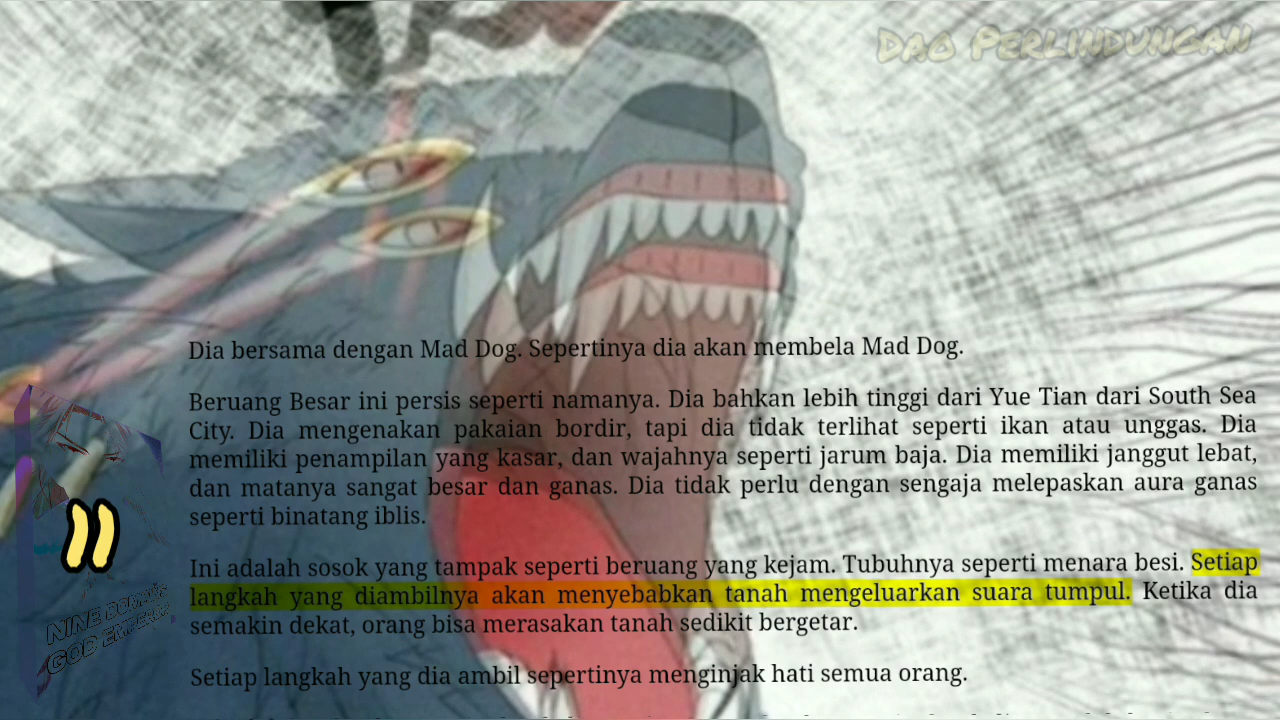 Dao Perlindungan
Dia bersama dengan Mad Dog. Sepertinya dia akan membela Mad Dog.
Beruang Besar ini persis seperti namanya. Dia bahkan lebih tinggi dari Yue Tian dari South Sea
City. Dia mengenakan pakaian bordir, tapi dia tidak terlihat seperti ikan atau unggas. Dia
memiliki penampilan yang kasar, dan wajahnya seperti jarum baja. Dia memiliki janggut lebat,
dan matanya sangat besar dan ganas. Dia tidak perlu dengan sengaja melepaskan aura ganas
seperti binatang iblis.
Ini adalah sosok yang tampak seperti beruang yang kejam. Tubuhnya seperti menara besi. Setiap
langkah yang diambilnya akan menyebabkan tanah mengeluarkan suara tumpul. Ketika dia
semakin dekat, orang bisa merasakan tanah sedikit bergetar.
Setiap langkah yang dia ambil sepertinya menginjak hati semua orang.
NINE
GOD EMPEROR